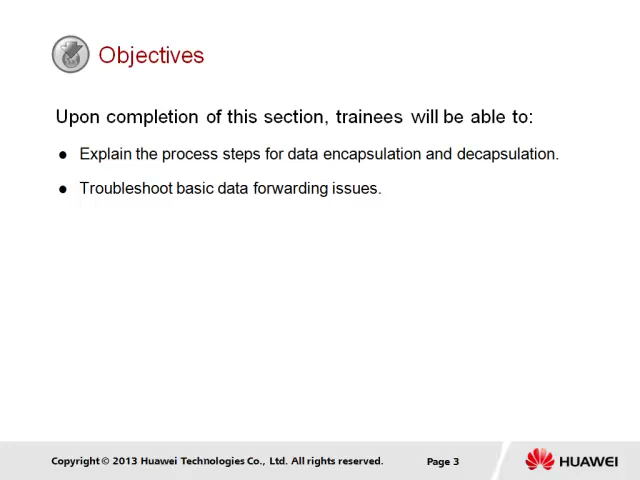 Objectives
Upon completion of this section, trainees will be able to:
● Explain the process steps for data encapsulation and decapsulation.
● Troubleshoot basic data forwarding issues.
Copyright © 2013 Huawei Technologies Co., Ltd. All rights reserved.
Page 3
HUAWEI